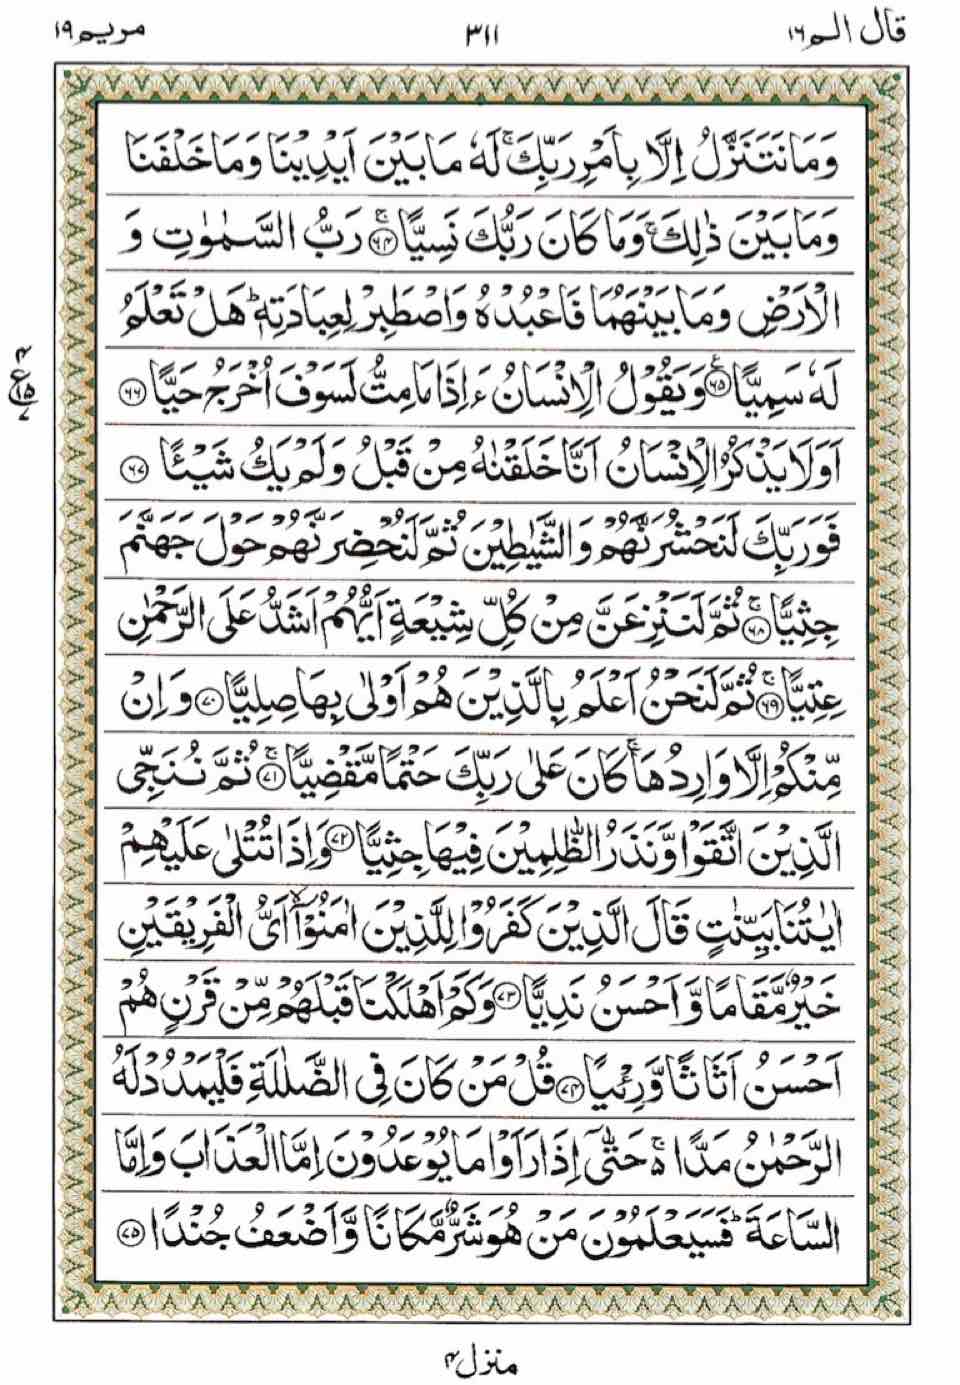 قال الم ١٦ ٣١١ مريم ١٩
وَمَا نَتَنَزَّلُ اِلَّا بِاَمْرِ رَبِّكَ ۚ لَهٗ مَا بَيْنَ اَيْدِيْنَا وَمَا خَلْفَنَا
وَمَا بَيْنَ ذٰلِكَ ۚ وَمَا كَانَ رَبُّكَ نَسِيًّا ۚ ﴿٦٤﴾ رَبُّ السَّمٰوٰتِ وَ
الْاَرْضِ وَمَا بَيْنَهُمَا فَاعْبُدْهُ وَاصْطَبِرْ لِعِبَادَتِهٖ ؕ هَلْ تَعْلَمُ
لَهٗ سَمِيًّا ﴿٦٥﴾ ع وَيَقُوْلُ الْاِنْسَانُ ءَ اِذَا مَا مِتُّ لَسَوْفَ اُخْرَجُ حَيًّا ﴿٦٦﴾
ع ٤ ١٥ ٧
اَوَلَا يَذْكُرُ الْاِنْسَانُ اَنَّا خَلَقْنٰهُ مِنْ قَبْلُ وَلَمْ يَكُ شَيْـًٔا ﴿٦٧﴾
فَوَرَبِّكَ لَنَحْشُرَنَّهُمْ وَالشَّيٰطِيْنَ ثُمَّ لَنُحْضِرَنَّهُمْ حَوْلَ جَهَنَّمَ
جِثِيًّا ۚ ﴿٦٨﴾ ثُمَّ لَنَنْزِعَنَّ مِنْ كُلِّ شِيْعَةٍ اَيُّهُمْ اَشَدُّ عَلَى الرَّحْمٰنِ
عِتِيًّا ۚ ﴿٦٩﴾ ثُمَّ لَنَحْنُ اَعْلَمُ بِالَّذِيْنَ هُمْ اَوْلٰى بِهَا صِلِيًّا ﴿٧٠﴾ وَاِنْ
مِّنْكُمْ اِلَّا وَارِدُهَا ۚ كَانَ عَلٰى رَبِّكَ حَتْمًا مَّقْضِيًّا ۚ ﴿٧١﴾ ثُمَّ نُنَجِّى
الَّذِيْنَ اتَّقَوْا وَّنَذَرُ الظّٰلِمِيْنَ فِيْهَا جِثِيًّا ﴿٧٢﴾ وَاِذَا تُتْلٰى عَلَيْهِمْ
اٰيٰتُنَا بَيِّنٰتٍ قَالَ الَّذِيْنَ كَفَرُوْا لِلَّذِيْنَ اٰمَنُوْۤا ۙ اَىُّ الْفَرِيْقَيْنِ
خَيْرٌ مَّقَامًا وَّاَحْسَنُ نَدِيًّا ﴿٧٣﴾ وَكَمْ اَهْلَكْنَا قَبْلَهُمْ مِّنْ قَرْنٍ هُمْ
اَحْسَنُ اَثَاثًا وَّرِءْيًا ﴿٧٤﴾ قُلْ مَنْ كَانَ فِى الضَّلٰلَةِ فَلْيَمْدُدْ لَهُ
الرَّحْمٰنُ مَدًّا ۚ۬ حَتّٰٓى اِذَا رَاَوْا مَا يُوْعَدُوْنَ اِمَّا الْعَذَابَ وَاِمَّا
السَّاعَةَ ؕ فَسَيَعْلَمُوْنَ مَنْ هُوَ شَرٌّ مَّكَانًا وَّاَضْعَفُ جُنْدًا ﴿٧٥﴾
منزل ٤